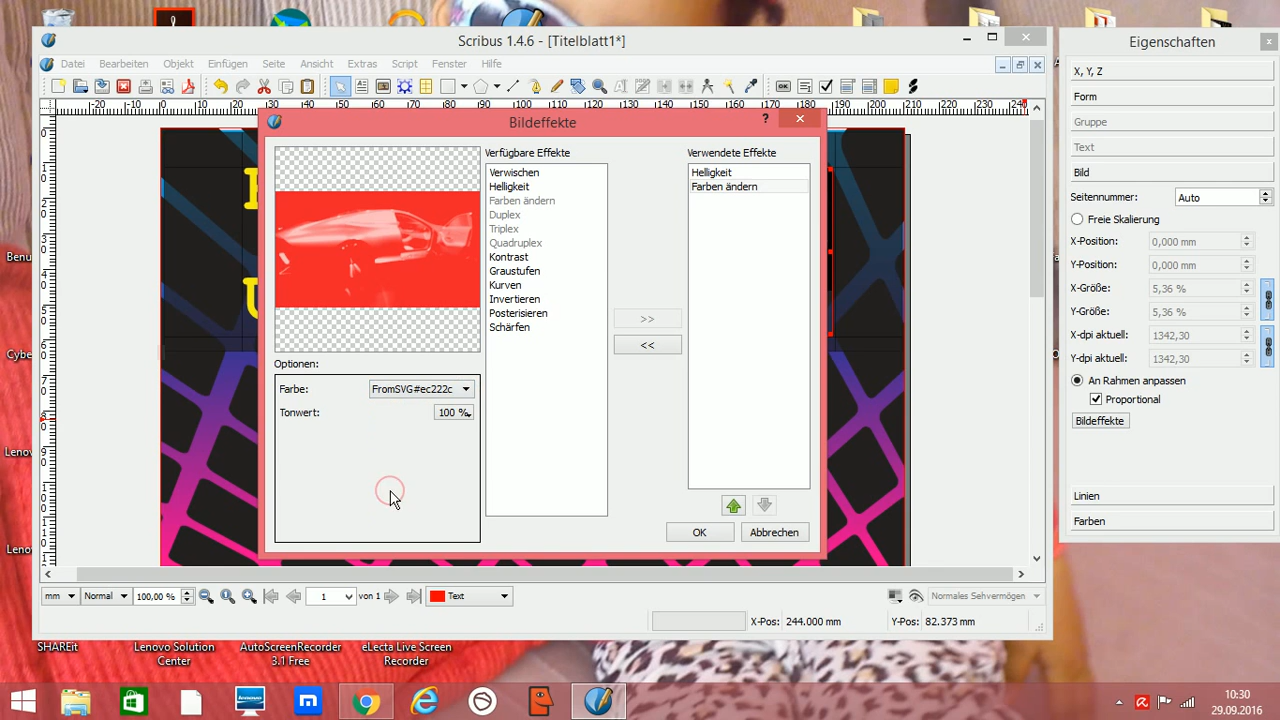 Scribus 1.4.6 - [Titelblatt1*]
Datei Bearbeiten Objekt Einfügen Seite Ansicht Extras Script Fenster Hilfe
Bildeffekte
Verfügbare Effekte
Verwischen
Helligkeit
Farben ändern
Duplex
Triplex
Quadruplex
Kontrast
Graustufen
Kurven
Invertieren
Posterisieren
Schärfen
>>
<<
Verwendete Effekte
Helligkeit
Farben ändern
Optionen:
Farbe: FromSVG#ec222c
Tonwert: 100 %
OK Abbrechen
Eigenschaften
X, Y, Z
Form
Gruppe
Text
Bild
Seitennummer: Auto
Freie Skalierung
X-Position: 0,000 mm
Y-Position: 0,000 mm
X-Größe: 5,36 %
Y-Größe: 5,36 %
X-dpi aktuell: 1342,30
Y-dpi aktuell: 1342,30
An Rahmen anpassen
Proportional
Bildeffekte
Linien
Farben
mm Normal 100,00 % 1 von 1 Text Normales Sehvermögen
X-Pos: 244.000 mm Y-Pos: 82.373 mm
SHAREit
Lenovo Solution
Center
AutoScreenRecorder
3.1 Free
eLecta Live Screen
Recorder
10:30
29.09.2016